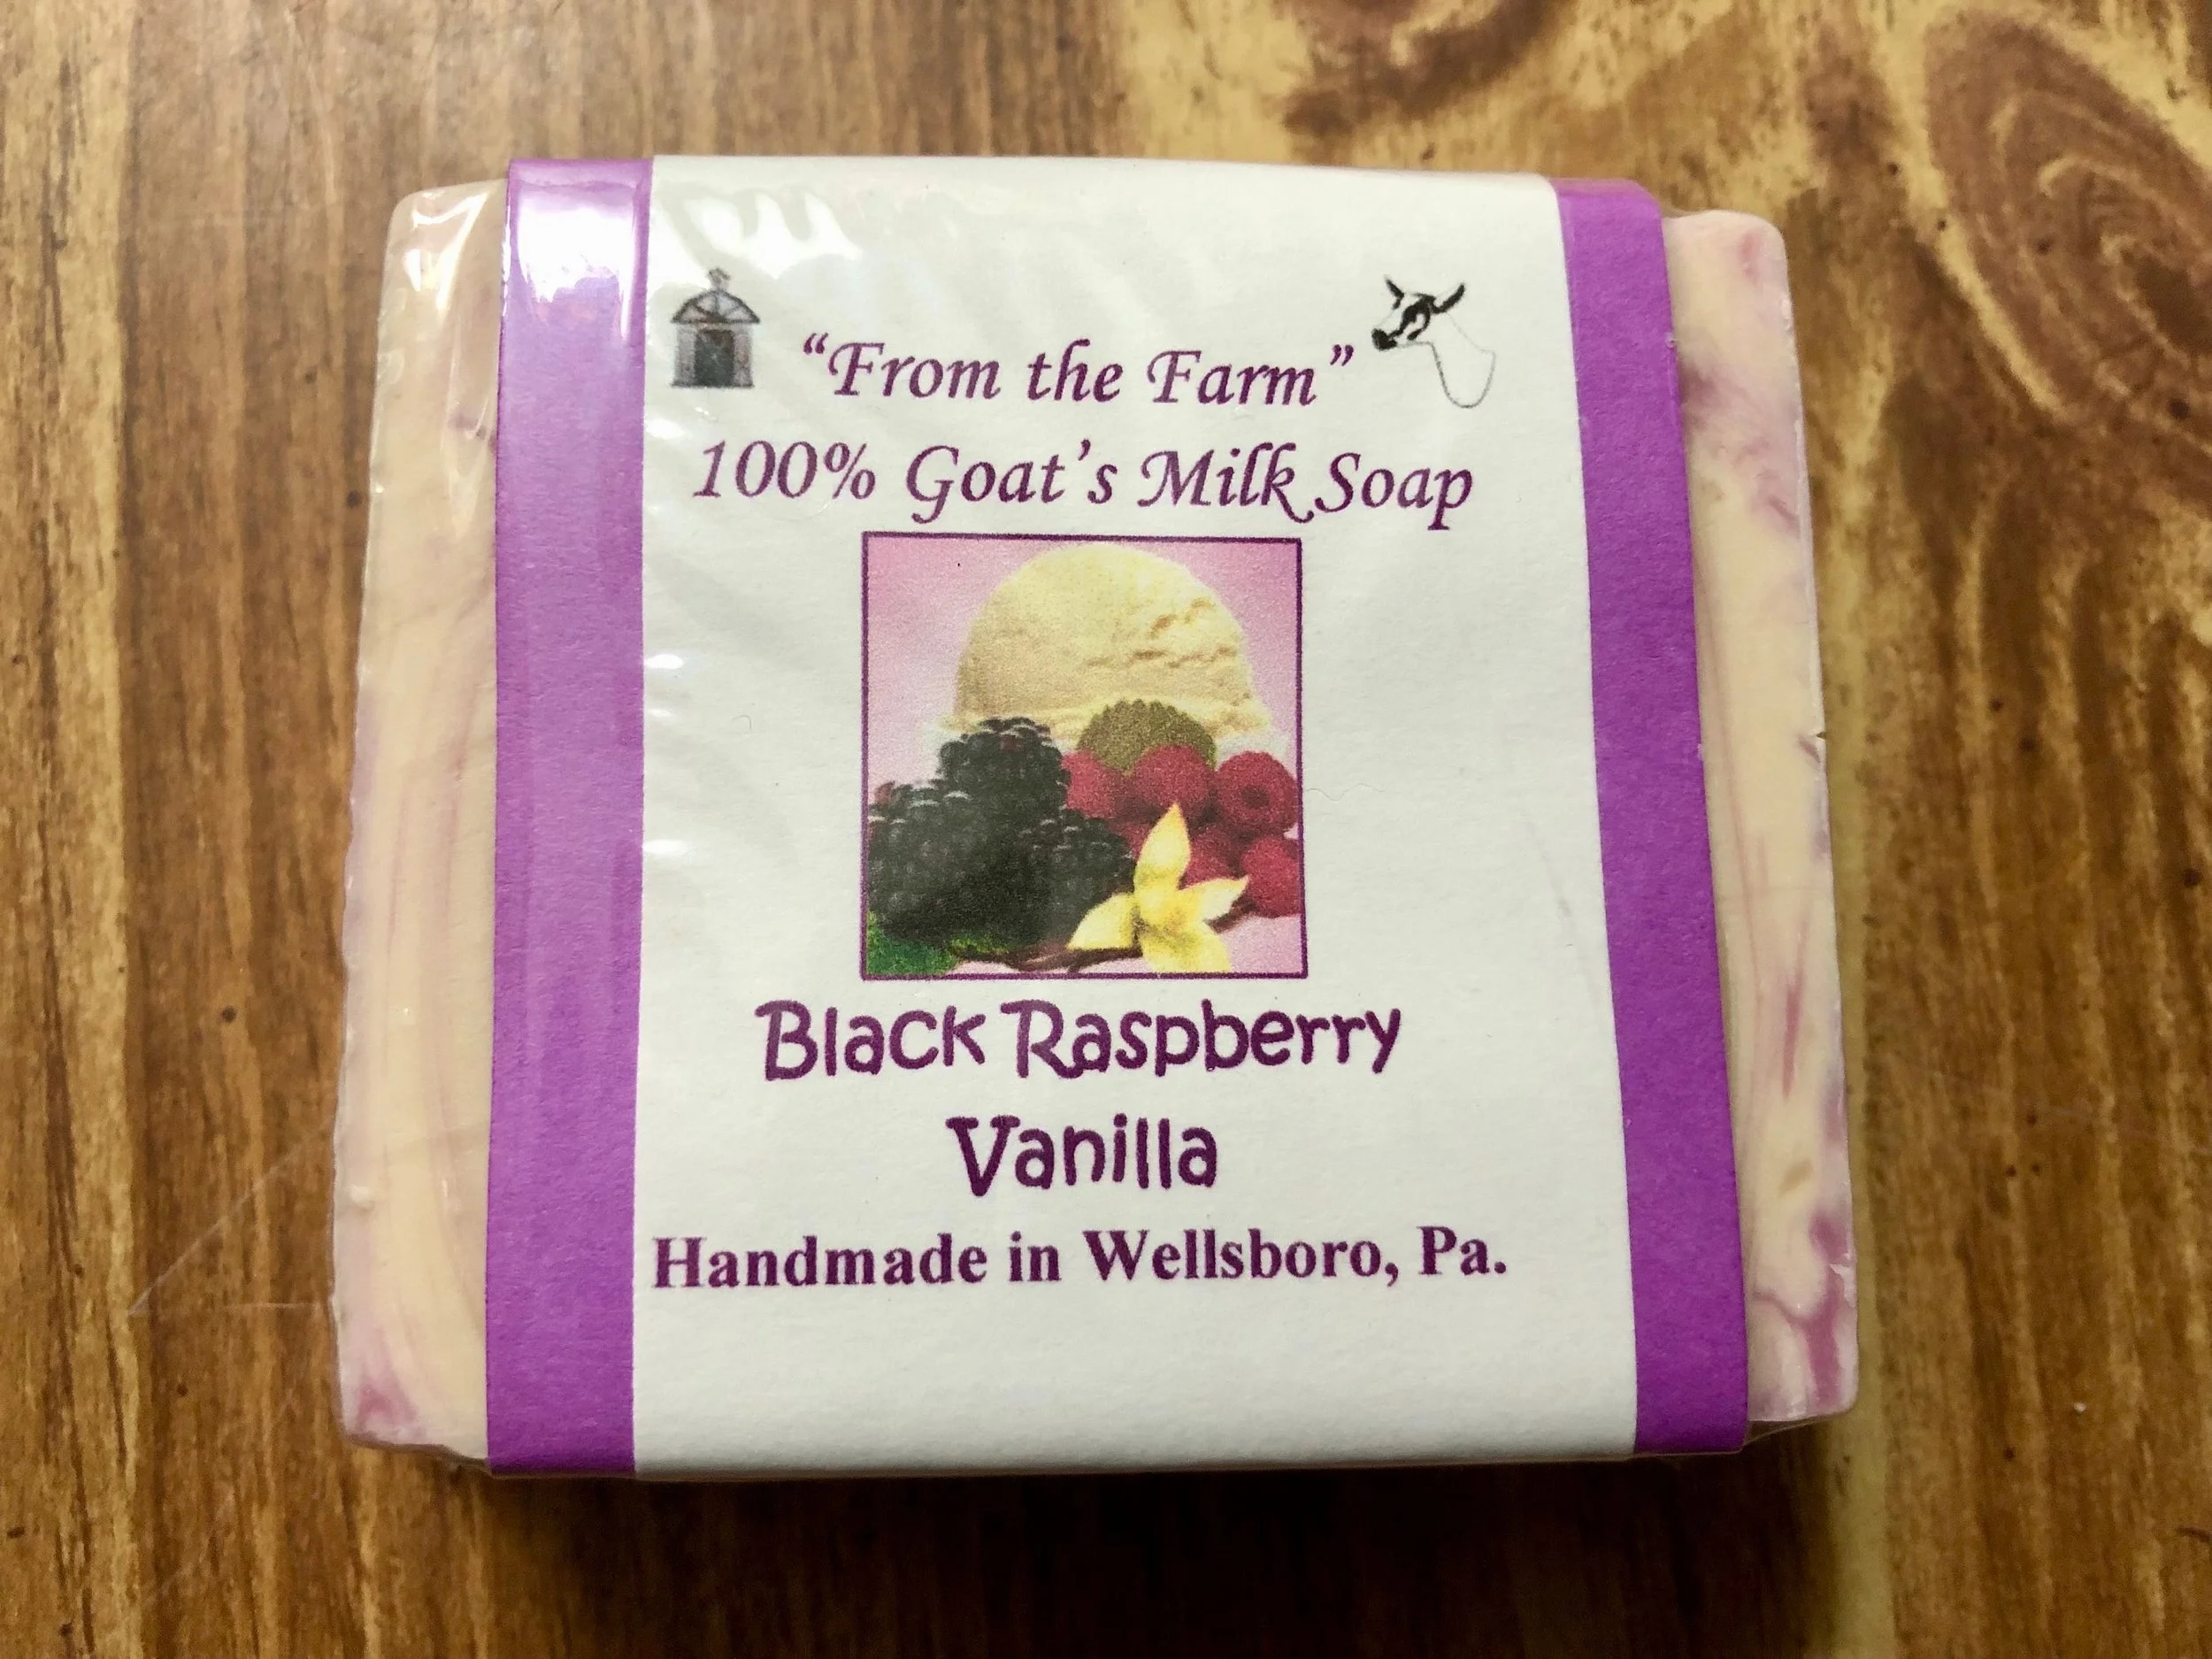 “From the Farm”
100% Goat’s Milk Soap
Black Raspberry
Vanilla
Handmade in Wellsboro, Pa.